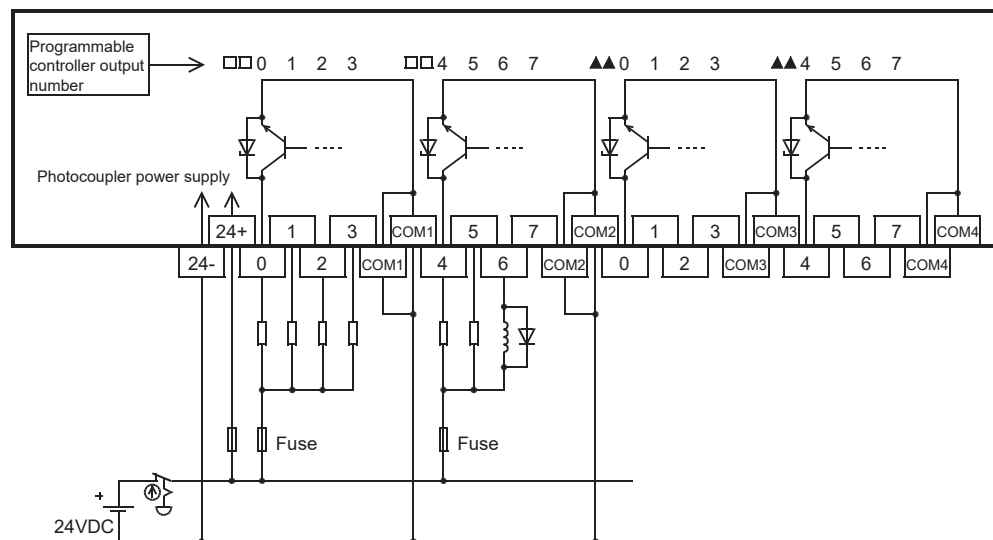 Programmable
controller output
number
□□0 1 2 3 □□4 5 6 7 ▲▲0 1 2 3 ▲▲4 5 6 7
Photocoupler power supply
24+ 1 3 COM1 5 7 COM2 1 3 COM3 5 7 COM4
24- 0 2 COM1 4 6 COM2 0 2 COM3 4 6 COM4
Fuse Fuse
+
24VDC